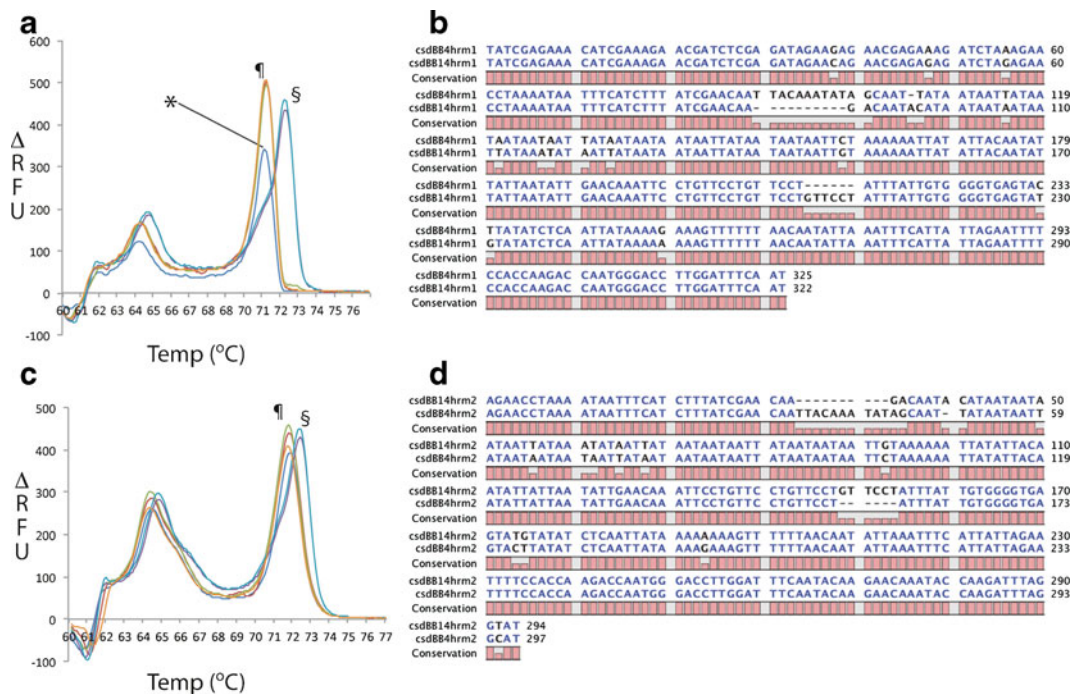 a
600
500
400
300
200
100
0
-100
Δ
R
F
U
*
¶
§
60 61 62 63 64 65 66 67 68 69 70 71 72 73 74 75 76
Temp (°C)
b
csdBB4hrm1 TATCGAGAAA CATCGAAAGA ACGATCTCGA GATAGAAGAG AACGAGAAAG ATCTAAAGAA 60
csdBB14hrm1 TATCGAGAAA CATCGAAAGA ACGATCTCGA GATAGAACAG AACGAGAGAG ATCTAGAGAA 60
Conservation
csdBB4hrm1 CCTAAAATAA TTTCATCTTT ATCGAACAAT TACAAATATA GCAAT-TATA ATAATTATAA 119
csdBB14hrm1 CCTAAAATAA TTTCATCTTT ATCGAACAA- ---------G ACAATACATA ATAATAATAA 110
Conservation
csdBB4hrm1 TAATAATAAT TATAATAATA ATAATTATAA TAATAATTCT AAAAAATTAT ATTACAATAT 179
csdBB14hrm1 TTATAAATAT AATTATAATA ATAATTATAA TAATAATTGT AAAAAATTAT ATTACAATAT 170
Conservation
csdBB4hrm1 TATTAATATT GAACAAATTC CTGTTCCTGT TCCT------ ATTTATTGTG GGGTGAGTAC 233
csdBB14hrm1 TATTAATATT GAACAAATTC CTGTTCCTGT TCCTGTTCCT ATTTATTGTG GGGTGAGTAT 230
Conservation
csdBB4hrm1 TTATATCTCA ATTATAAAAG AAAGTTTTTT AACAATATTA AATTTCATTA TTAGAATTTT 293
csdBB14hrm1 GTATATCTCA ATTATAAAAA AAAGTTTTTT AACAATATTA AATTTCATTA TTAGAATTTT 290
Conservation
csdBB4hrm1 CCACCAAGAC CAATGGGACC TTGGATTTCA AT 325
csdBB14hrm1 CCACCAAGAC CAATGGGACC TTGGATTTCA AT 322
Conservation
c
500
400
300
200
100
0
-100
Δ
R
F
U
¶
§
60 61 62 63 64 65 66 67 68 69 70 71 72 73 74 75 76 77
Temp (°C)
d
csdBB14hrm2 AGAACCTAAA ATAATTTCAT CTTTATCGAA CAA------- ---GACAATA CATAATAATA 50
csdBB4hrm2 AGAACCTAAA ATAATTTCAT CTTTATCGAA CAATTACAAA TATAGCAAT- TATAATAATT 59
Conservation
csdBB14hrm2 ATAATTATAA ATATAATTAT AATAATAATT ATAATAATAA TTGTAAAAAA TTATATTACA 110
csdBB4hrm2 ATAATAATAA TAATTATAAT AATAATAATT ATAATAATAA TTCTAAAAAA TTATATTACA 119
Conservation
csdBB14hrm2 ATATTATTAA TATTGAACAA ATTCCTGTTC CTGTTCCTGT TCCTATTTAT TGTGGGGTGA 170
csdBB4hrm2 ATATTATTAA TATTGAACAA ATTCCTGTTC CTGTTCCT-- ----ATTTAT TGTGGGGTGA 173
Conservation
csdBB14hrm2 GTATGTATAT CTCAATTATA AAAAAAAGTT TTTTAACAAT ATTAAATTTC ATTATTAGAA 230
csdBB4hrm2 GTACTTATAT CTCAATTATA AAAGAAAGTT TTTTAACAAT ATTAAATTTC ATTATTAGAA 233
Conservation
csdBB14hrm2 TTTTCCACCA AGACCAATGG GACCTTGGAT TTCAATACAA GAACAAATAC CAAGATTTAG 290
csdBB4hrm2 TTTTCCACCA AGACCAATGG GACCTTGGAT TTCAATACAA GAACAAATAC CAAGATTTAG 293
Conservation
csdBB14hrm2 GTAT 294
csdBB4hrm2 GCAT 297
Conservation